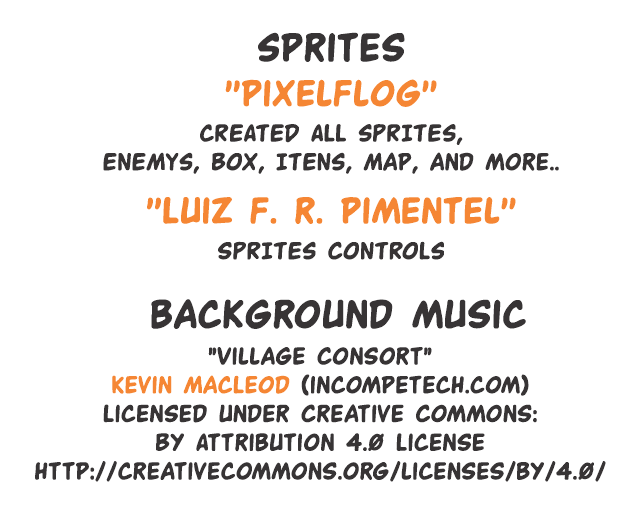 SPRITES
"PIXELFLOG"
CREATED ALL SPRITES,
ENEMYS, BOX, ITENS, MAP, AND MORE..
"LUIZ F. R. PIMENTEL"
SPRITES CONTROLS
BACKGROUND MUSIC
"VILLAGE CONSORT"
KEVIN MACLEOD (INCOMPETECH.COM)
LICENSED UNDER CREATIVE COMMONS:
BY ATTRIBUTION 4.0 LICENSE
HTTP://CREATIVECOMMONS.ORG/LICENSES/BY/4.0/